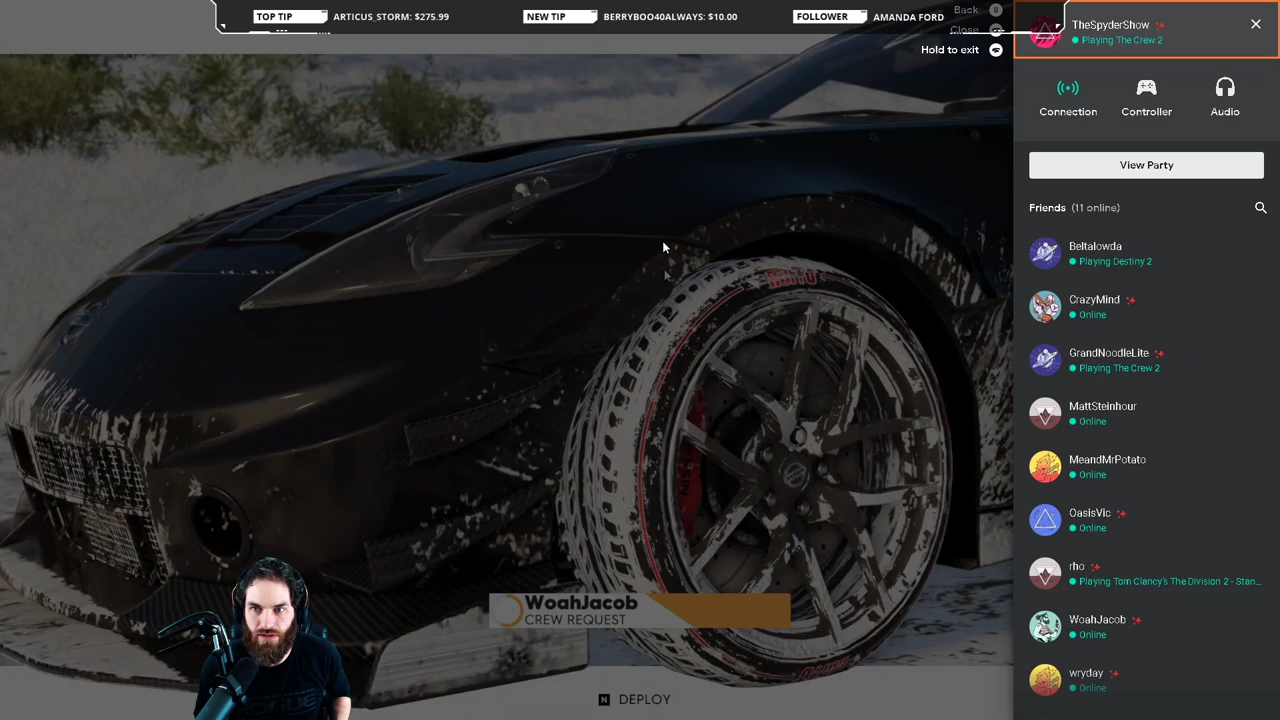 TOP TIP
ARTICUS_STORM: $275.99
NEW TIP
BERRYBOO40ALWAYS: $10.00
FOLLOWER
AMANDA FORD
Back
B
Close
Hold to exit
TheSpyderShow
Playing The Crew 2
Connection
Controller
Audio
View Party
Friends (11 online)
Beltalowda
Playing Destiny 2
CrazyMind
Online
GrandNoodleLite
Playing The Crew 2
MattSteinhour
Online
MeandMrPotato
Online
OasisVic
Online
rho
Playing Tom Clancy's The Division 2 - Stan...
WoahJacob
Online
wryday
Online
WoahJacob
CREW REQUEST
N DEPLOY